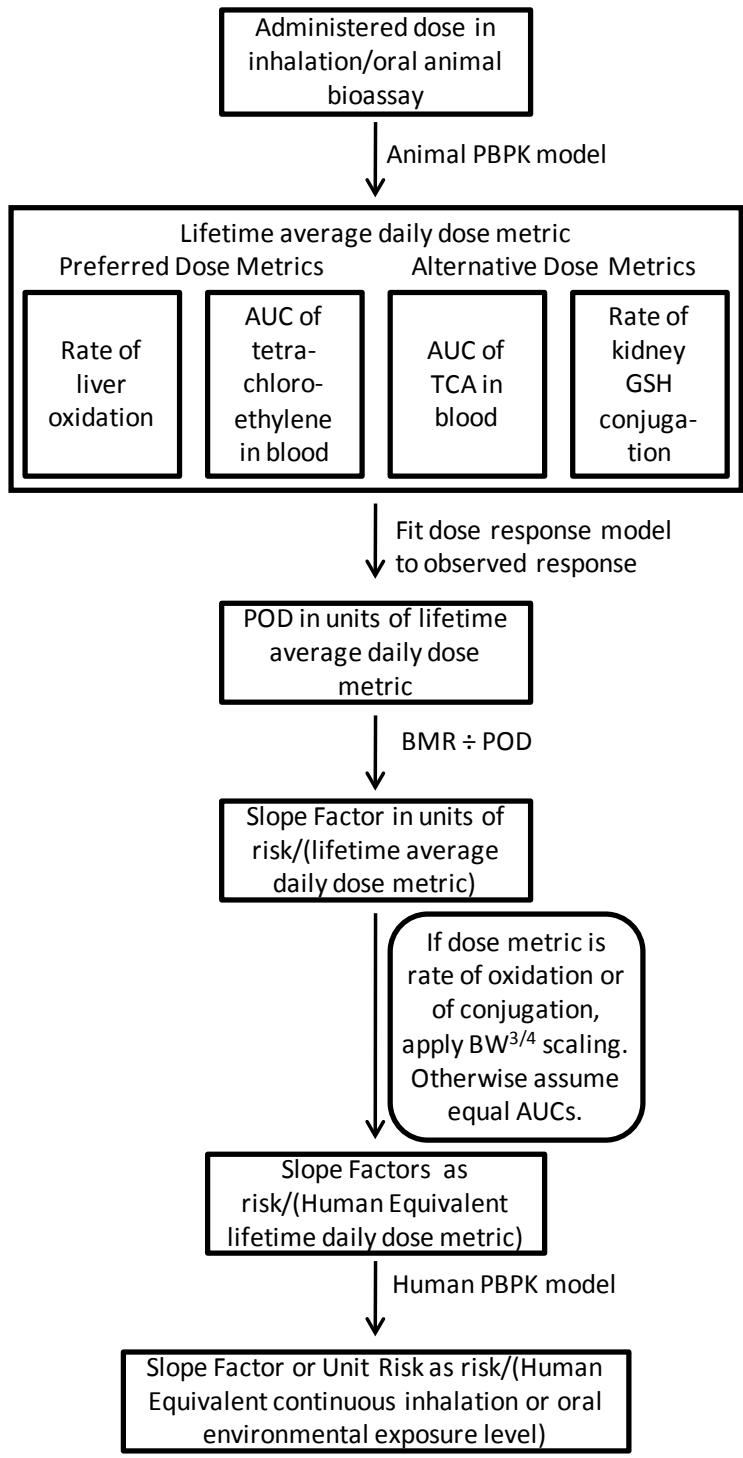 Administered dose in
inhalation/oral animal
bioassay
Animal PBPK model
Lifetime average daily dose metric
Preferred Dose Metrics
Alternative Dose Metrics
Rate of
liver
oxidation
AUC of
tetra-
chloro-
ethylene
in blood
AUC of
TCA in
blood
Rate of
kidney
GSH
conjuga-
tion
Fit dose response model
to observed response
POD in units of lifetime
average daily dose
metric
BMR ÷ POD
Slope Factor in units of
risk/(lifetime average
daily dose metric)
If dose metric is
rate of oxidation or
of conjugation,
apply BW³/⁴ scaling.
Otherwise assume
equal AUCs.
Slope Factors as
risk/(Human Equivalent
lifetime daily dose metric)
Human PBPK model
Slope Factor or Unit Risk as risk/(Human
Equivalent continuous inhalation or oral
environmental exposure level)